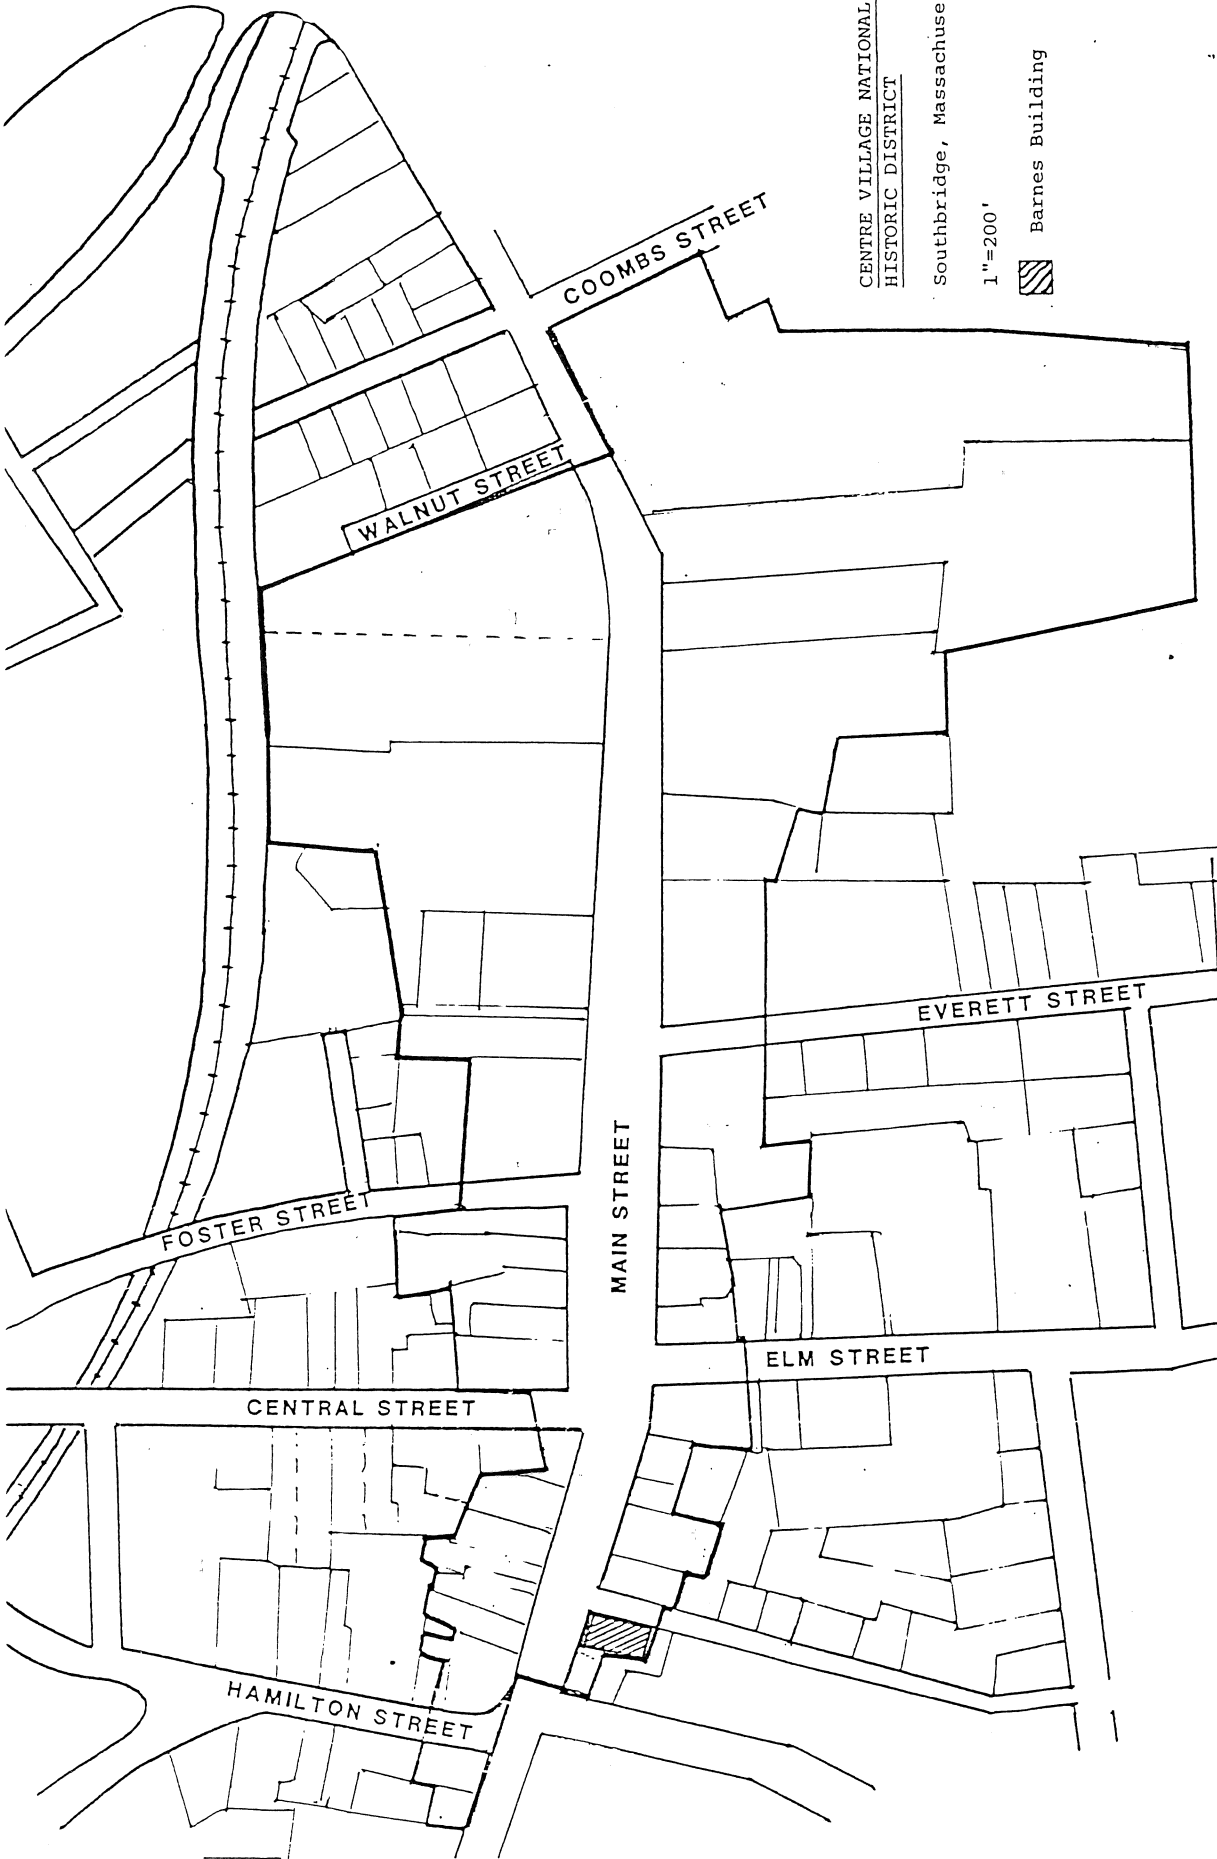 CENTRE VILLAGE NATIONAL
HISTORIC DISTRICT
Southbridge, Massachuse
1"=200'
Barnes Building
COOMBS STREET
WALNUT STREET
EVERETT STREET
MAIN STREET
FOSTER STREET
ELM STREET
CENTRAL STREET
HAMILTON STREET